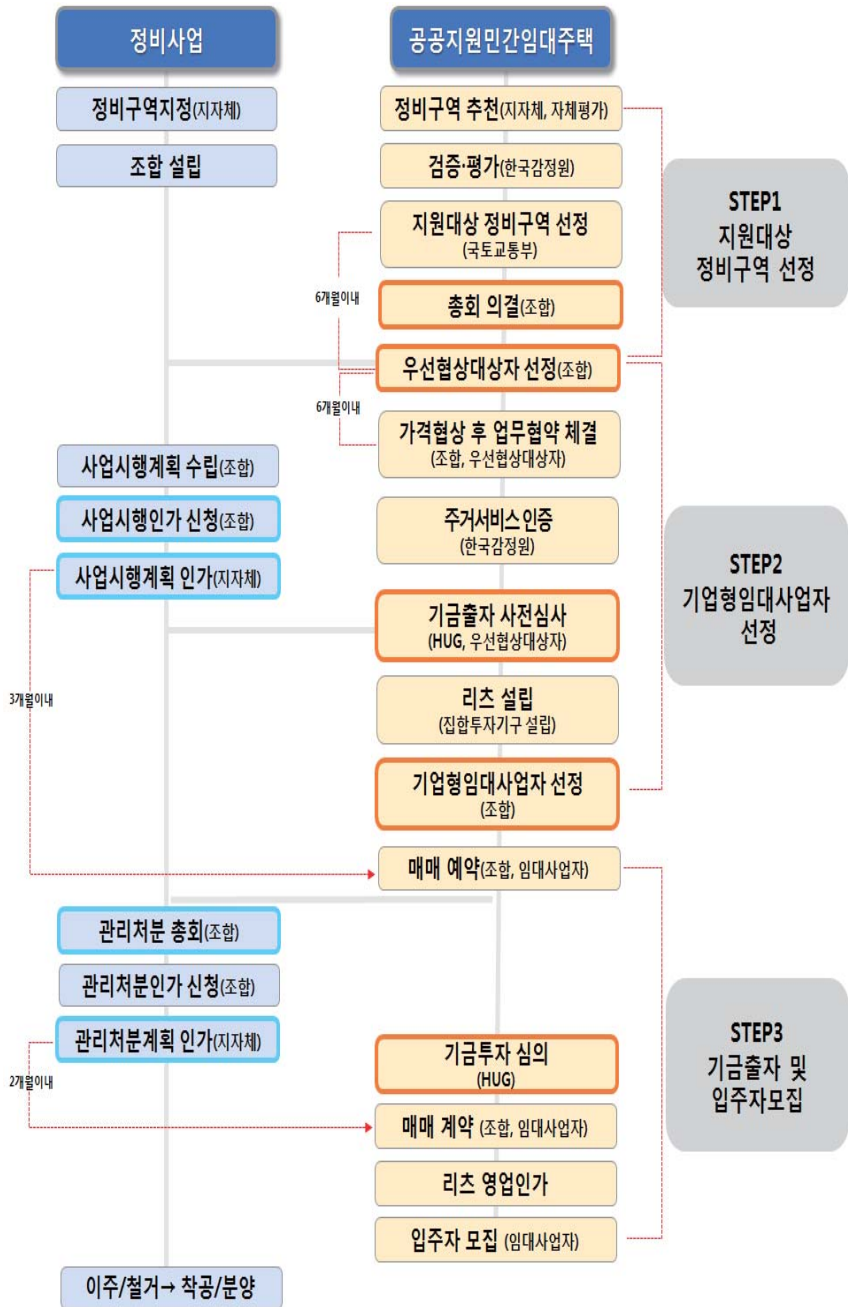 정비사업
공공지원민간임대주택
정비구역지정(지자체)
조합 설립
사업시행계획 수립(조합)
사업시행인가 신청(조합)
사업시행계획 인가(지자체)
3개월이내
관리처분 총회(조합)
관리처분인가 신청(조합)
관리처분계획 인가(지자체)
2개월이내
이주/철거→ 착공/분양
정비구역 추천(지자체, 자체평가)
검증·평가(한국감정원)
지원대상 정비구역 선정
(국토교통부)
6개월이내
총회 의결(조합)
우선협상대상자 선정(조합)
6개월이내
가격협상 후 업무협약 체결
(조합, 우선협상대상자)
주거서비스 인증
(한국감정원)
기금출자 사전심사
(HUG, 우선협상대상자)
리츠 설립
(집합투자기구 설립)
기업형임대사업자 선정
(조합)
매매 예약(조합, 임대사업자)
기금투자 심의
(HUG)
매매 계약 (조합, 임대사업자)
리츠 영업인가
입주자 모집 (임대사업자)
STEP1
지원대상
정비구역 선정
STEP2
기업형임대사업자
선정
STEP3
기금출자 및
입주자모집